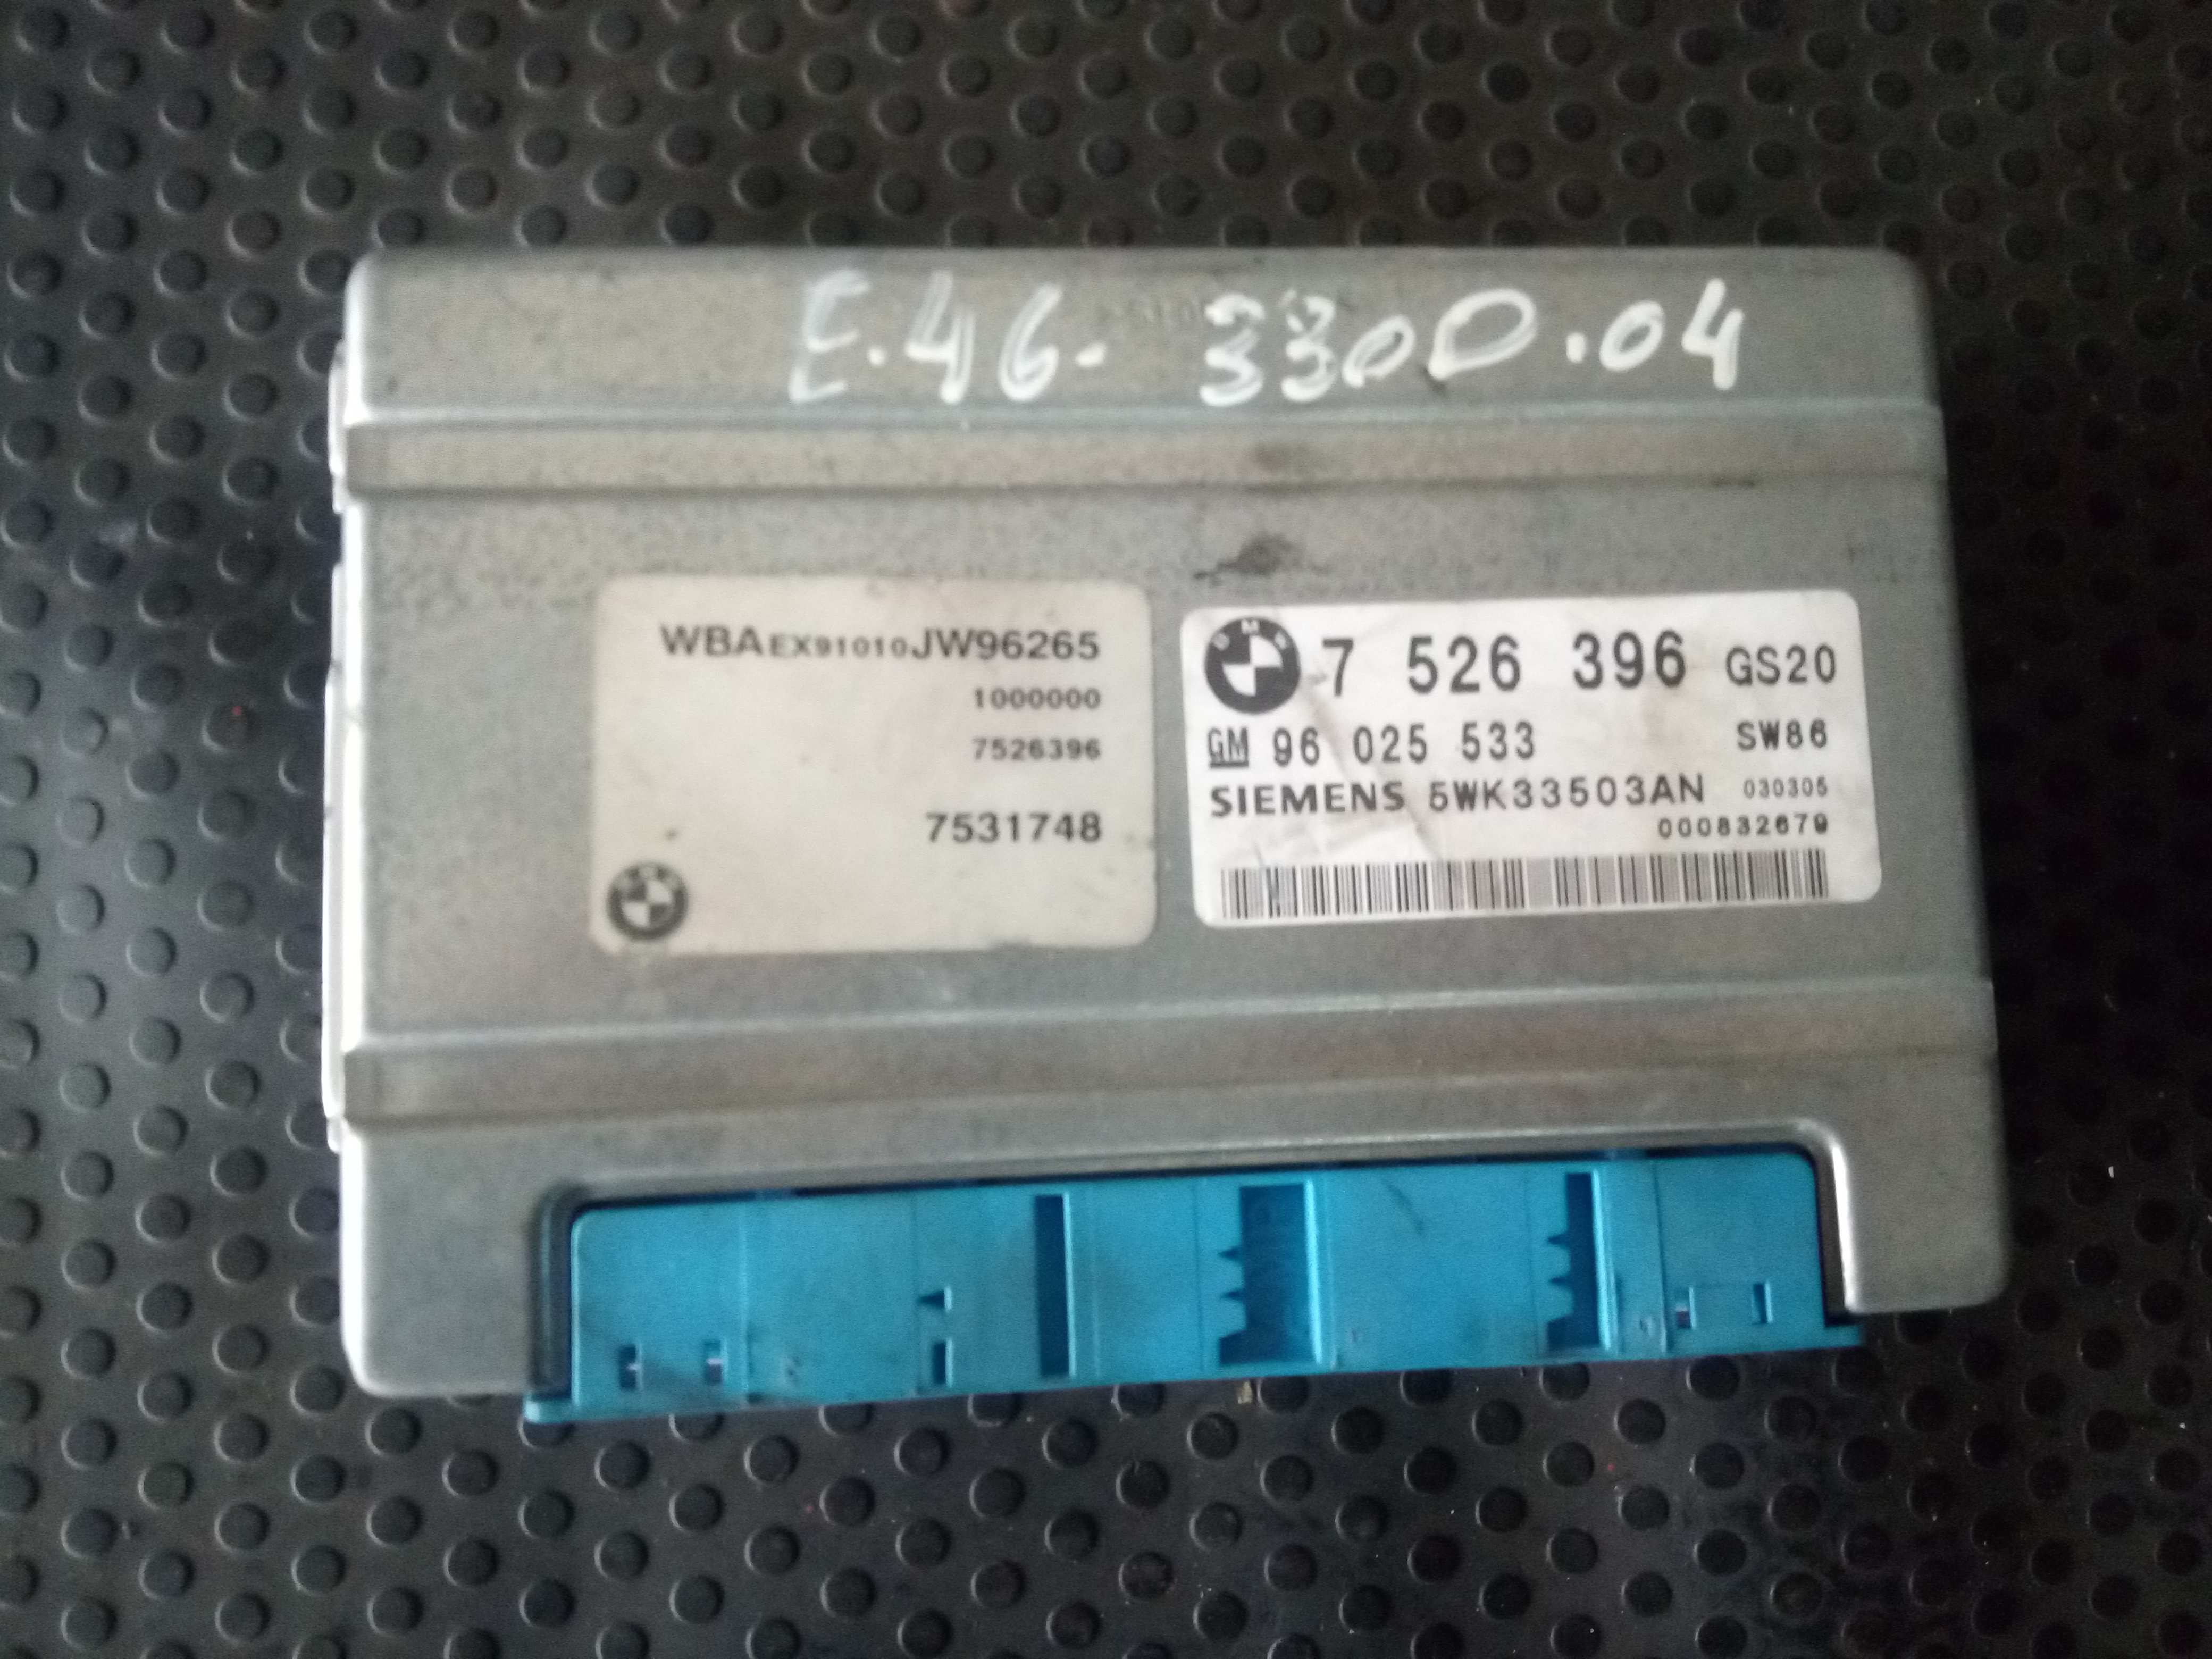 E.46. 330D.04
WBAEX91010JW96265
1000000
7526396
7531748
BMW
7 526 396 GS20
GM 96 025 533 SW86
SIEMENS 5WK33503AN 030305
000832679